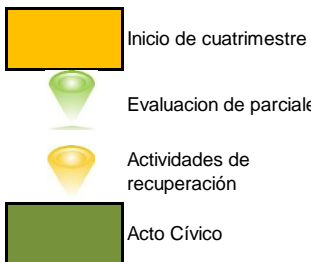 Inicio de cuatrimestre
Evaluacion de parciale
Actividades de
recuperación
Acto Cívico